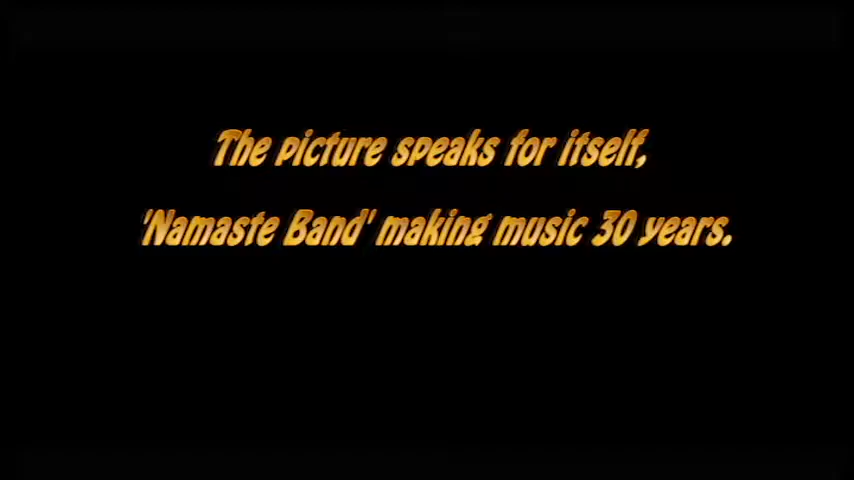 The picture speaks for itself,
'Namaste Band' making music 30 years.